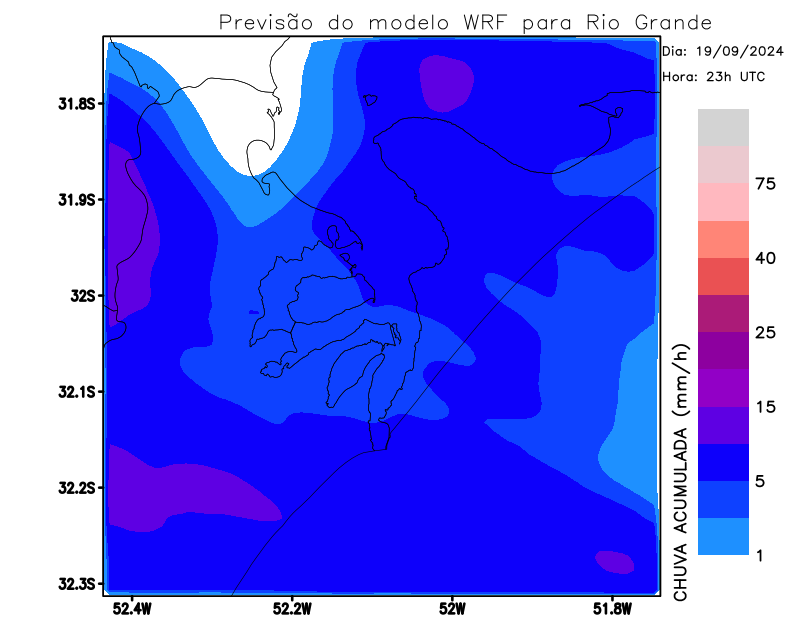 Previsão do modelo WRF para Rio Grande
Dia: 19/09/2024
Hora: 23h UTC
31.8S
31.9S
32S
32.1S
32.2S
32.3S
52.4W
52.2W
52W
51.8W
75
40
25
15
5
1
CHUVA ACUMULADA (mm/h)